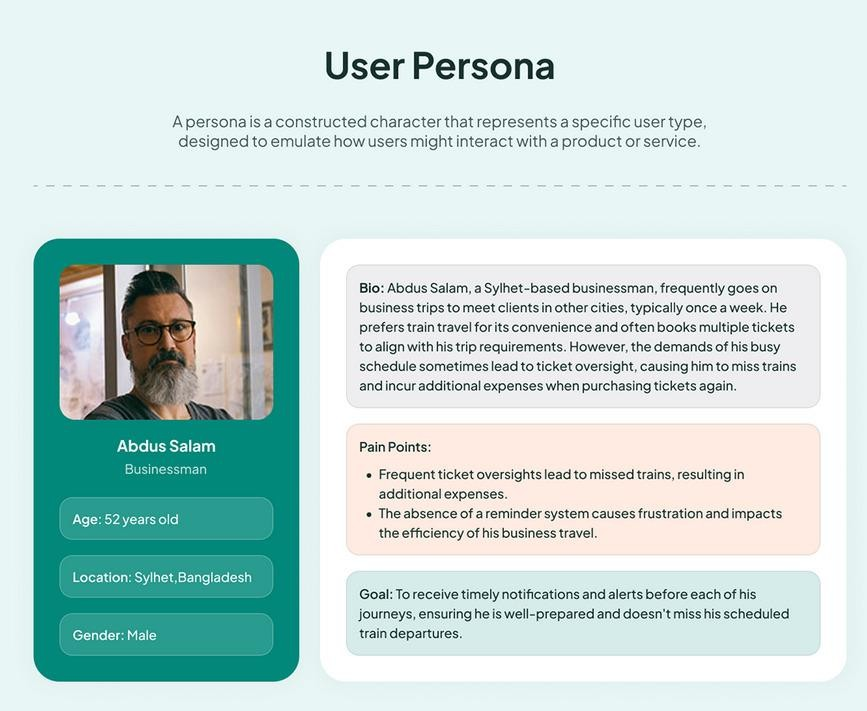 User Persona
A persona is a constructed character that represents a specific user type,
designed to emulate how users might interact with a product or service.
Abdus Salam
Businessman
Age: 52 years old
Location: Sylhet,Bangladesh
Gender: Male
Bio: Abdus Salam, a Sylhet-based businessman, frequently goes on
business trips to meet clients in other cities, typically once a week. He
prefers train travel for its convenience and often books multiple tickets
to align with his trip requirements. However, the demands of his busy
schedule sometimes lead to ticket oversight, causing him to miss trains
and incur additional expenses when purchasing tickets again.
Pain Points:
• Frequent ticket oversights lead to missed trains, resulting in
additional expenses.
• The absence of a reminder system causes frustration and impacts
the efficiency of his business travel.
Goal: To receive timely notifications and alerts before each of his
journeys, ensuring he is well-prepared and doesn't miss his scheduled
train departures.